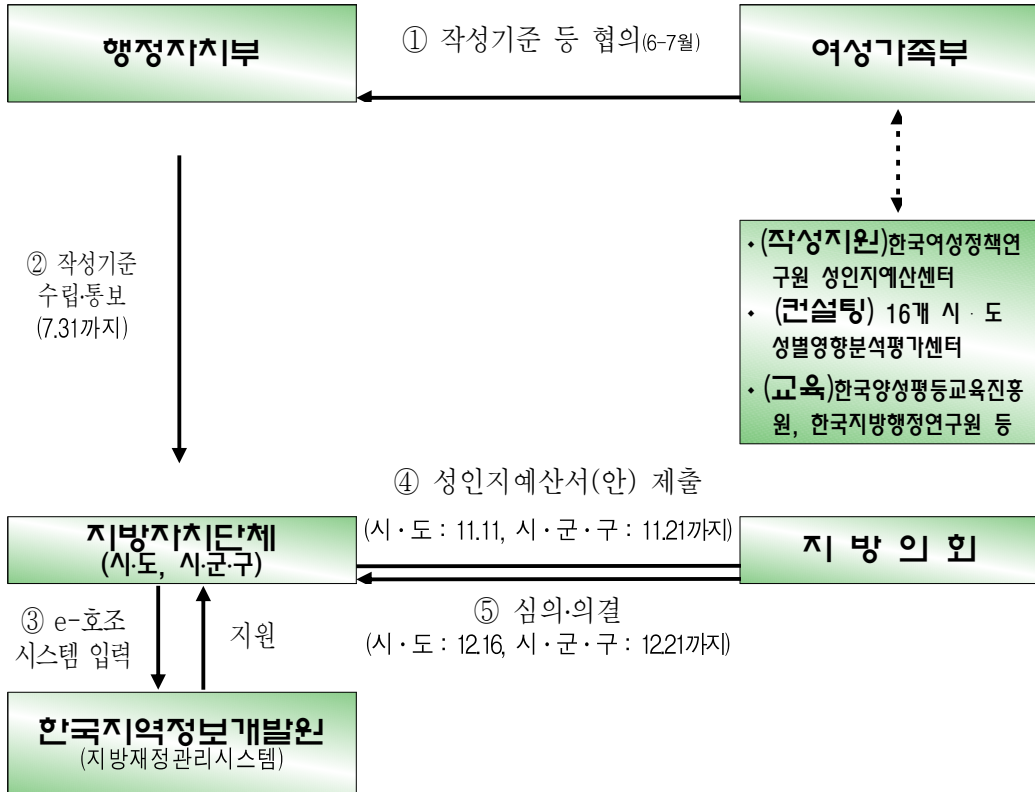 행정자치부
① 작성기준 등 협의(6-7월)
여성가족부
② 작성기준
수립·통보
(7.31까지)
• (작성지원)한국여성정책연
구원 성인지예산센터
• (컨설팅) 16개 시 · 도
성별영향분석평가센터
• (교육)한국양성평등교육진흥
원, 한국지방행정연구원 등
④ 성인지예산서(안) 제출
(시·도 : 11.11, 시·군·구 : 11.21까지)
지방자치단체
(시·도, 시·군·구)
지 방 의 회
⑤ 심의·의결
(시·도 : 12.16, 시·군·구 : 12.21까지)
③ e-호조
시스템 입력
지원
한국지역정보개발원
(지방재정관리시스템)